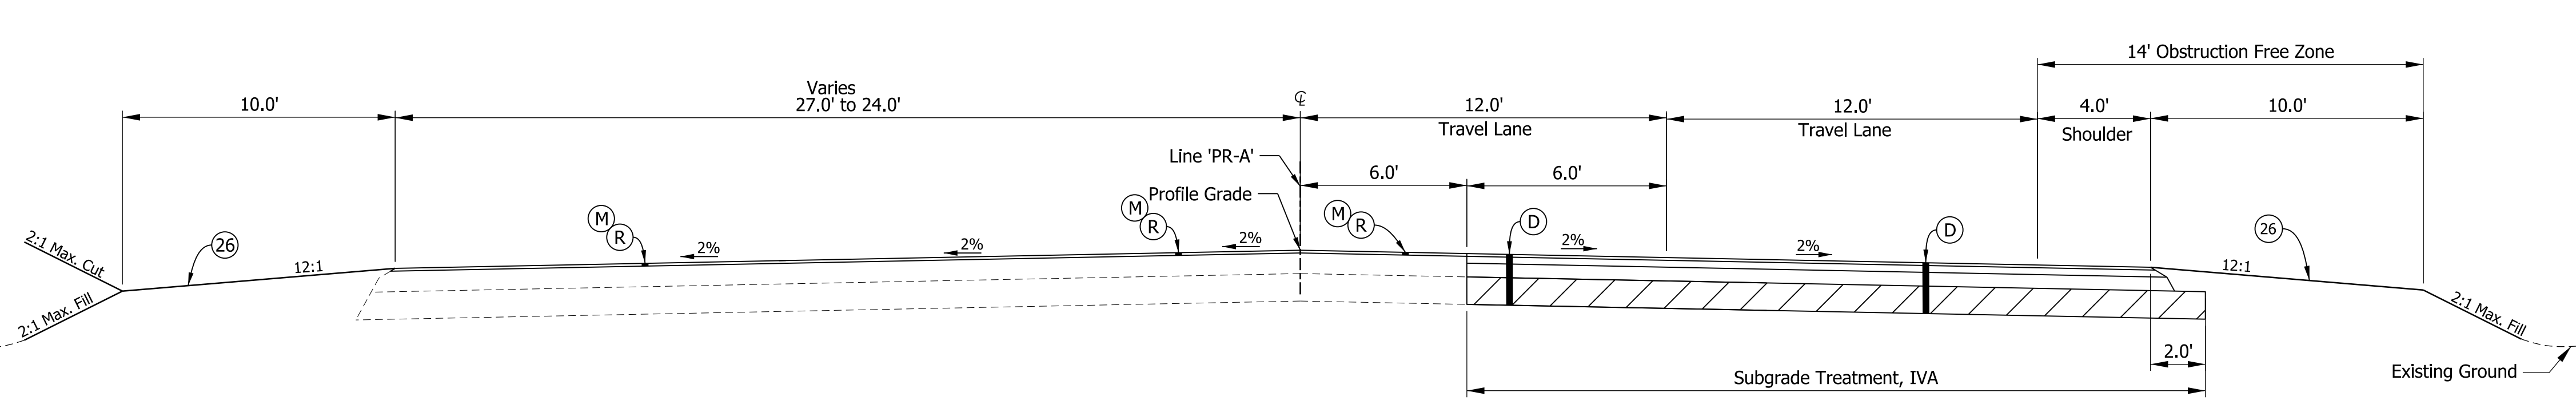 14' Obstruction Free Zone
10.0'
Varies
27.0' to 24.0'
℄
12.0'
Travel Lane
12.0'
Travel Lane
4.0'
Shoulder
10.0'
Line 'PR-A'
Profile Grade
6.0'
6.0'
2:1 Max. Cut
2:1 Max. Fill
26
12:1
M
R
2%
2%
M
R
2%
M
R
D
2%
2%
D
12:1
26
2:1 Max. Fill
2.0'
Subgrade Treatment, IVA
Existing Ground